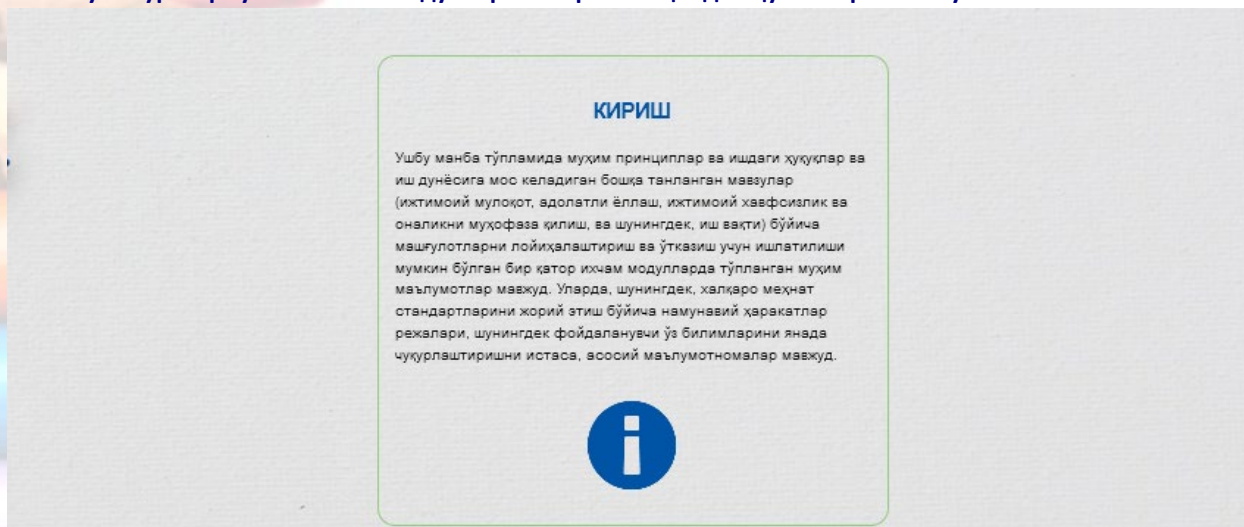 КИРИШ
Ушбу манба тўпламида муҳим принциплар ва ишдаги ҳуқуқлар ва
иш дунёсига мос келадиган бошқа танланган мавзулар
(ижтимоий мулоқот, адолатли ёллаш, ижтимоий хавфсизлик ва
оналикни муҳофаза қилиш, ва шунингдек, иш вақти) бўйича
машғулотларни лойиҳалаштириш ва ўтказиш учун ишлатилиши
мумкин бўлган бир қатор ихчам модулларда тўпланган муҳим
маълумотлар мавжуд. Уларда, шунингдек, халқаро меҳнат
стандартларини жорий этиш бўйича намунавий ҳаракатлар
режалари, шунингдек фойдаланувчи ўз билимларини янада
чуқурлаштиришни истаса, асосий маълумотномалар мавжуд.